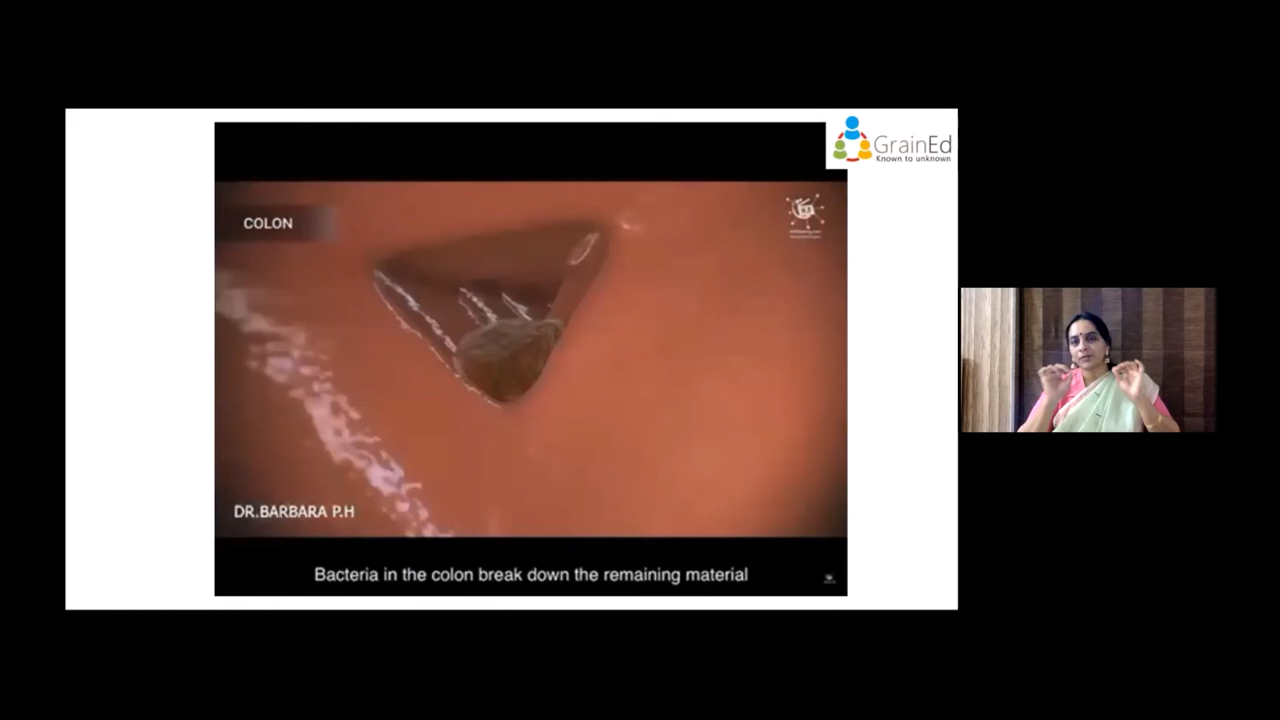 GrainEd
Known to unknown
COLON
DR.BARBARA P.H
Bacteria in the colon break down the remaining material